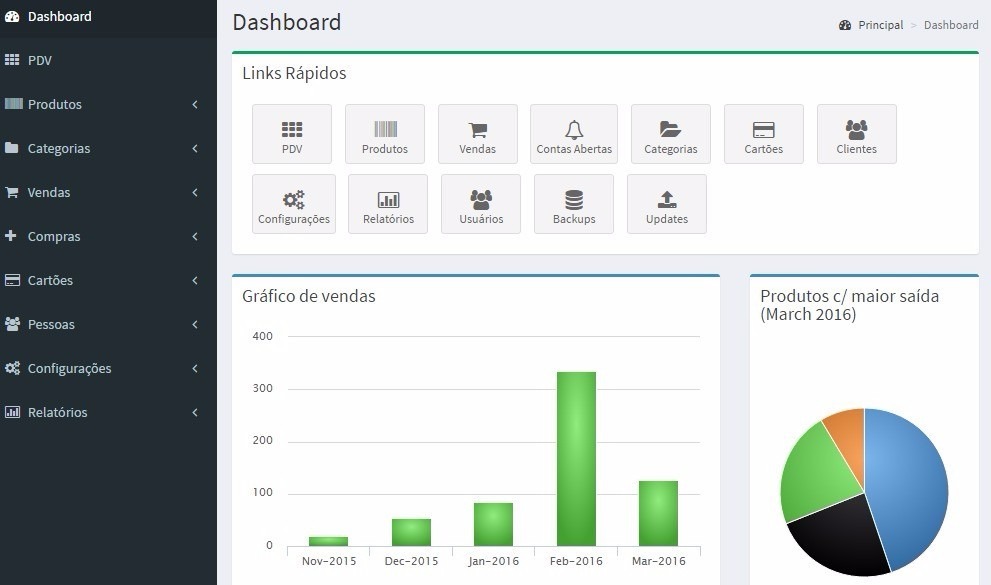 Dashboard
PDV
Produtos
Categorias
Vendas
Compras
Cartões
Pessoas
Configurações
Relatórios
Dashboard
Principal > Dashboard
Links Rápidos
PDV Produtos Vendas Contas Abertas Categorias Cartões Clientes
Configurações Relatórios Usuários Backups Updates
Gráfico de vendas
400
300
200
100
0
Nov-2015 Dec-2015 Jan-2016 Feb-2016 Mar-2016
Produtos c/ maior saída
(March 2016)